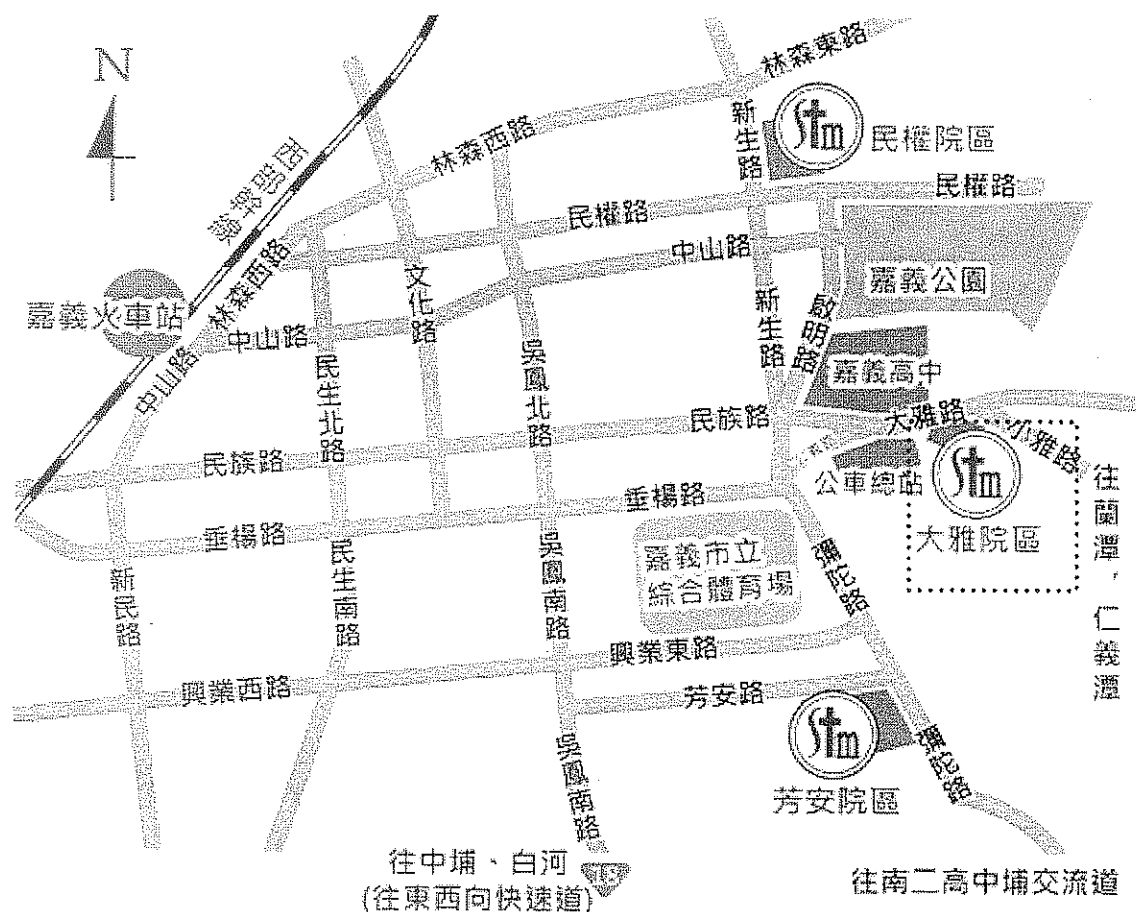 N
林森東路
Stm
民權院區
新生路
林森西路
西部幹線
民權路
民權路
中山路
文化路
嘉義公園
嘉義火車站
林森西路
中山路
新生路
啟明路
中山路
民生北路
吳鳳北路
嘉義高中
民族路
大雅路
小雅路
民族路
公車總站
Stm
大雅院區
往蘭潭,仁義潭
垂楊路
垂楊路
嘉義市立
綜合體育場
彌陀路
新民路
民生南路
吳鳳南路
興業東路
興業西路
芳安路
Stm
芳安院區
彌陀路
吳鳳南路
往中埔、白河
(往東西向快速道)
往南二高中埔交流道